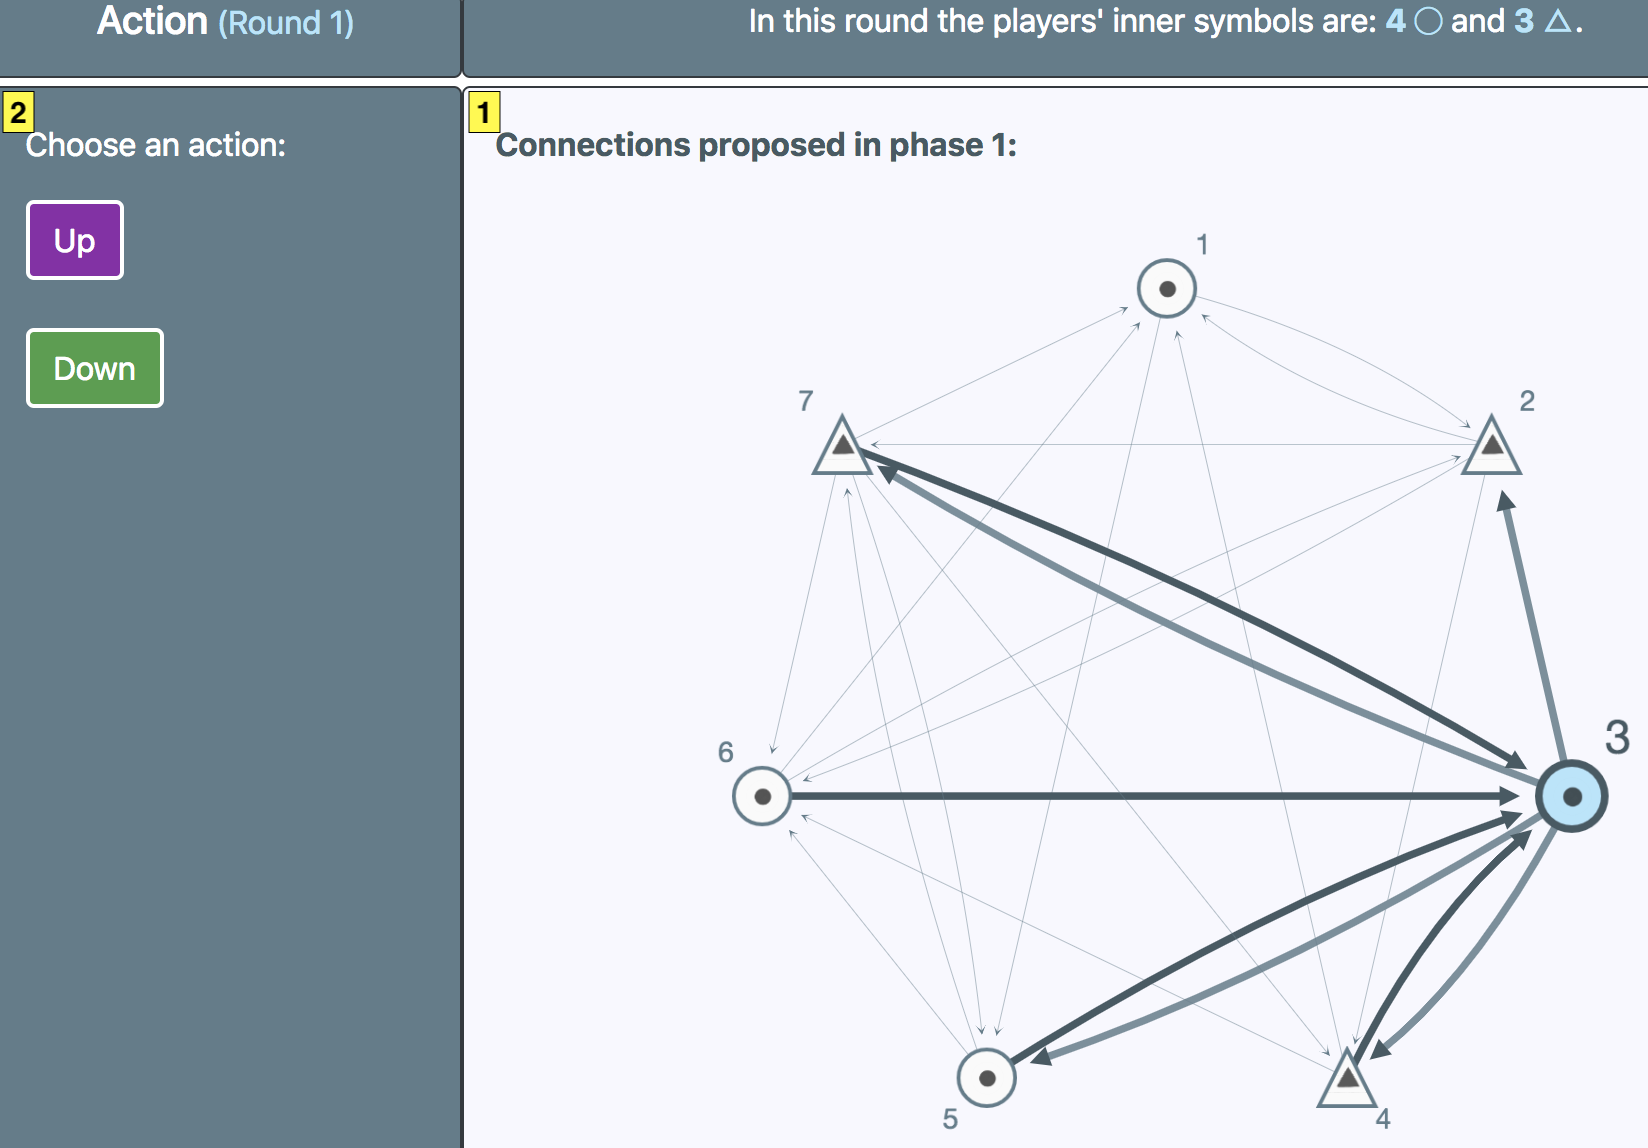 Action (Round 1)
In this round the players' inner symbols are: 4 ○ and 3 △.
2
Choose an action:
Up
Down
1
Connections proposed in phase 1:
1
7
2
6
3
5
4